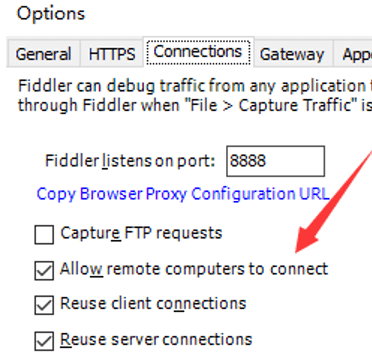 Options
General HTTPS Connections Gateway Appe
Fiddler can debug traffic from any application t
through Fiddler when "File > Capture Traffic" is
Fiddler listens on port: 8888
Copy Browser Proxy Configuration URL
Capture FTP requests
Allow remote computers to connect
Reuse client connections
Reuse server connections